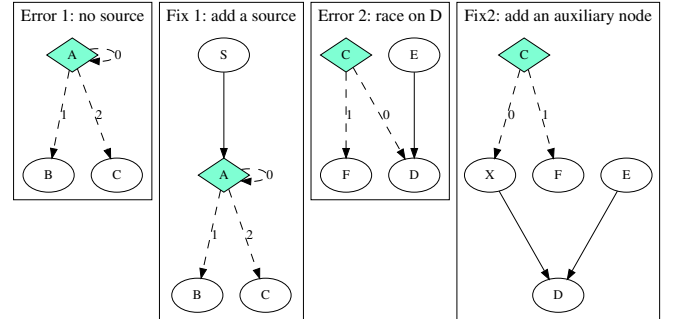 Error 1: no source
A
0
1
2
B
C
Fix 1: add a source
S
A
0
1
2
B
C
Error 2: race on D
C
E
1
0
F
D
Fix2: add an auxiliary node
C
0
1
X
F
E
D